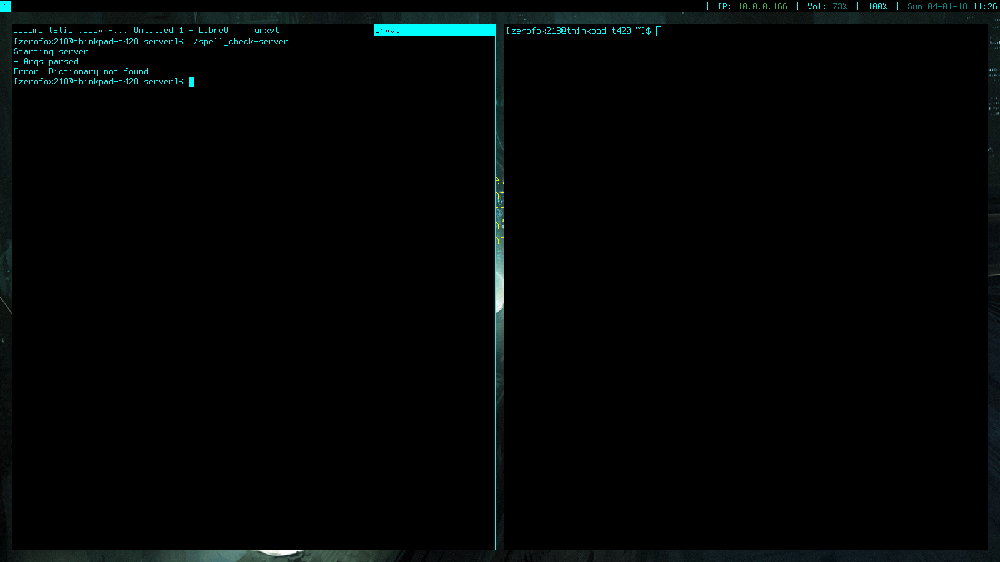 1 | IP: 10.0.0.166 | Vol: 73% | 100% | Sun 04-01-18 11:26
documentation.docx -... Untitled 1 - LibreOf... urxvt urxvt
[zerofox218@thinkpad-t420 server]$ ./spell_check-server
Starting server...
- Args parsed.
Error: Dictionary not found
[zerofox218@thinkpad-t420 server]$
[zerofox218@thinkpad-t420 ~]$